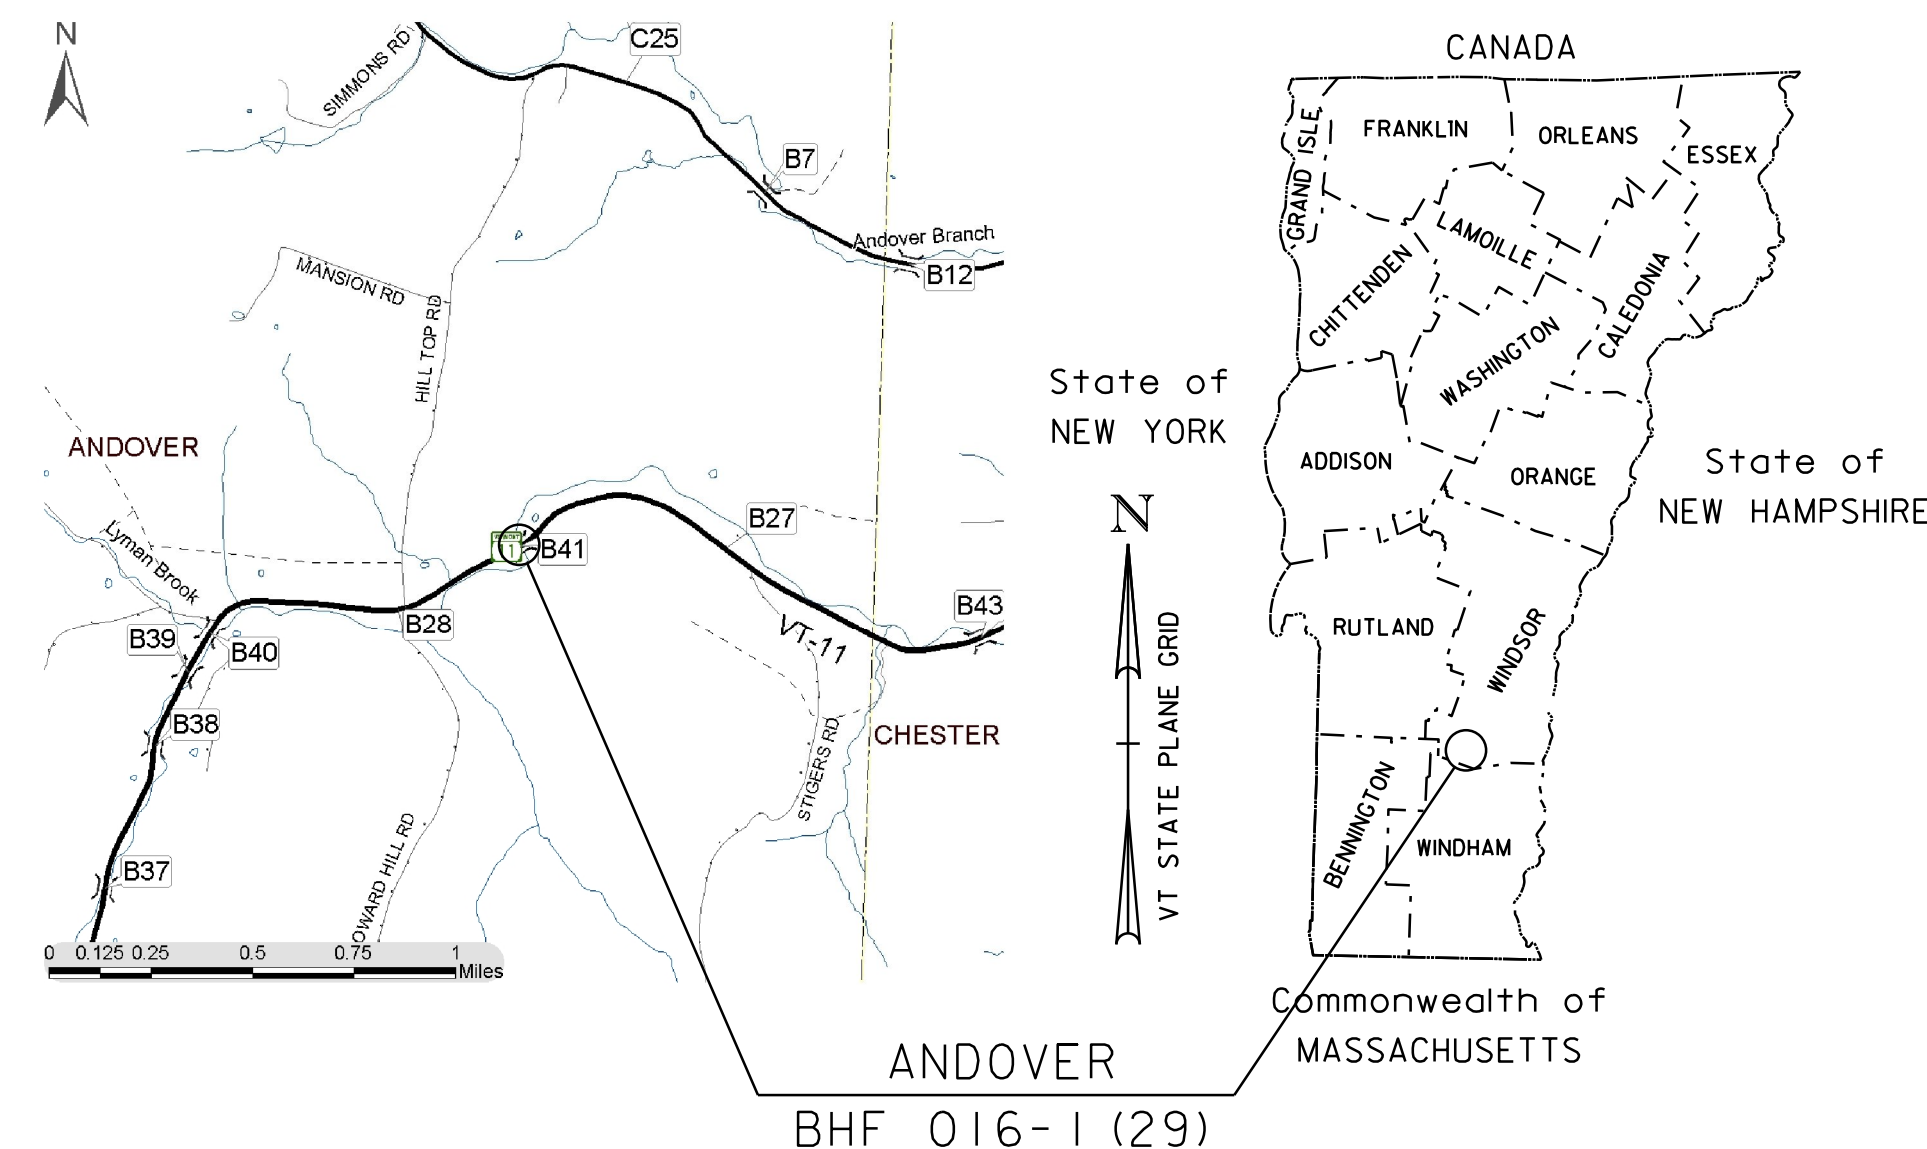 N
SIMMONS RD
C25
B7
Andover Branch
B12
MANSION RD
HILL TOP RD
ANDOVER
Lyman Brook
B27
VERMONT
11
B41
B28
B39
B40
B43
VT-11
B38
CHESTER
STIGERS RD
B37
OWARD HILL RD
0 0.125 0.25 0.5 0.75 1
Miles
CANADA
GRAND ISLE
FRANKLIN
ORLEANS
ESSEX
LAMOILLE
CHITTENDEN
CALEDONIA
WASHINGTON
State of
NEW YORK
ADDISON
ORANGE
State of
NEW HAMPSHIRE
N
VT STATE PLANE GRID
RUTLAND
WINDSOR
BENNINGTON
WINDHAM
Commonwealth of
MASSACHUSETTS
ANDOVER
BHF 016-1 (29)